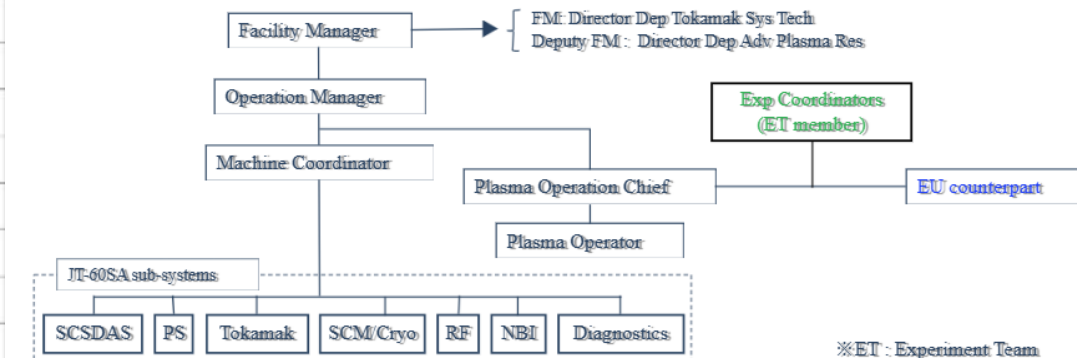 Facility Manager
FM: Director Dep Tokamak Sys Tech
Deputy FM : Director Dep Adv Plasma Res
Operation Manager
Exp Coordinators
(ET member)
Machine Coordinator
Plasma Operation Chief
EU counterpart
Plasma Operator
JT-60SA sub-systems
SCSDAS
PS
Tokamak
SCM/Cryo
RF
NBI
Diagnostics
※ET : Experiment Team